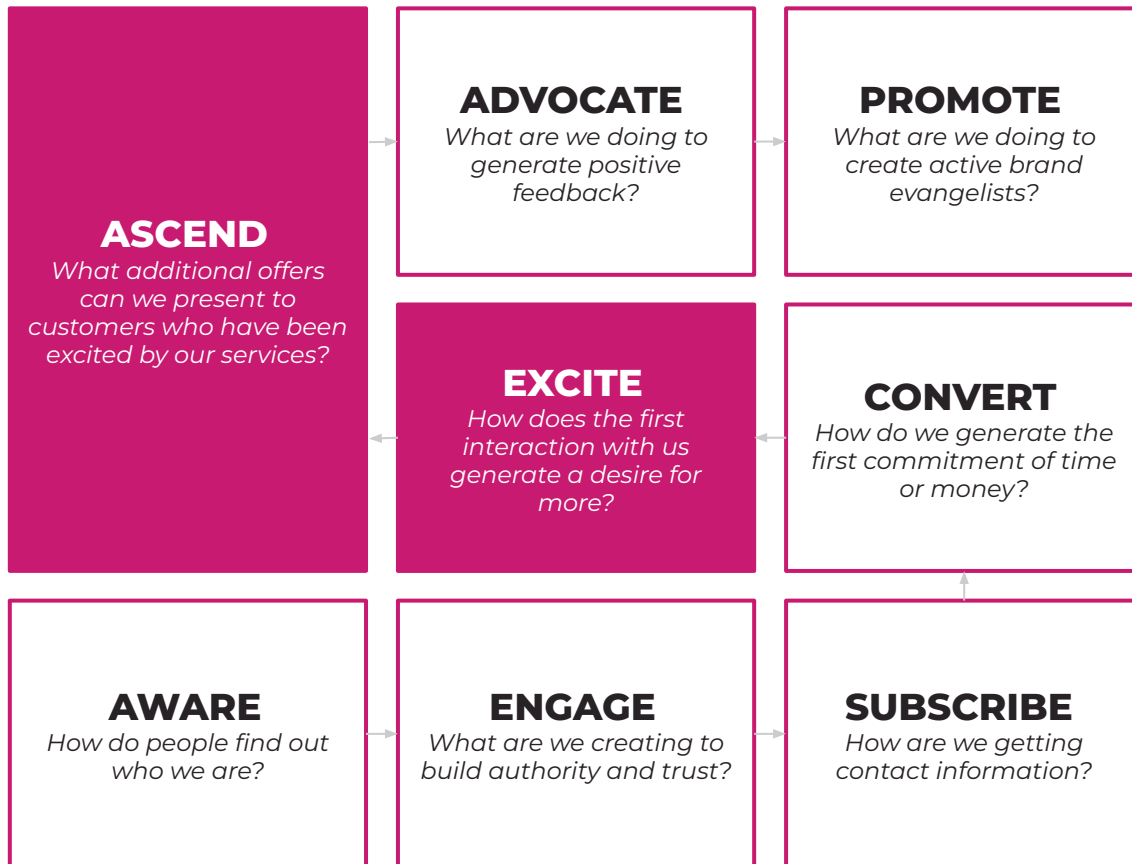 ASCEND
What additional offers
can we present to
customers who have been
excited by our services?
ADVOCATE
What are we doing to
generate positive
feedback?
PROMOTE
What are we doing to
create active brand
evangelists?
EXCITE
How does the first
interaction with us
generate a desire for
more?
CONVERT
How do we generate the
first commitment of time
or money?
AWARE
How do people find out
who we are?
ENGAGE
What are we creating to
build authority and trust?
SUBSCRIBE
How are we getting
contact information?